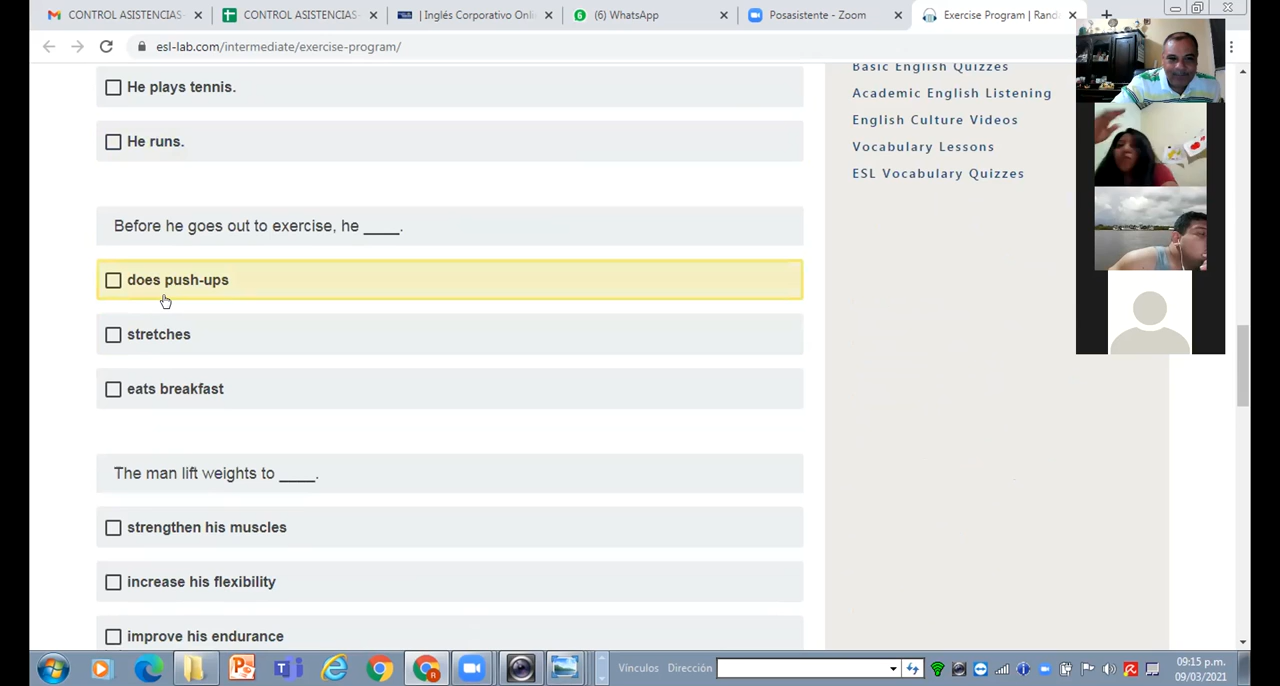 CONTROL ASISTENCIAS-
CONTROL ASISTENCIAS-
| Inglés Corporativo Onli
(6) WhatsApp
Posasistente - Zoom
Exercise Program | Rand
esl-lab.com/intermediate/exercise-program/
He plays tennis.
He runs.
Before he goes out to exercise, he ____.
does push-ups
stretches
eats breakfast
The man lift weights to ____.
strengthen his muscles
increase his flexibility
improve his endurance
Basic English Quizzes
Academic English Listening
English Culture Videos
Vocabulary Lessons
ESL Vocabulary Quizzes
Vínculos
Dirección
09:15 p.m.
09/03/2021